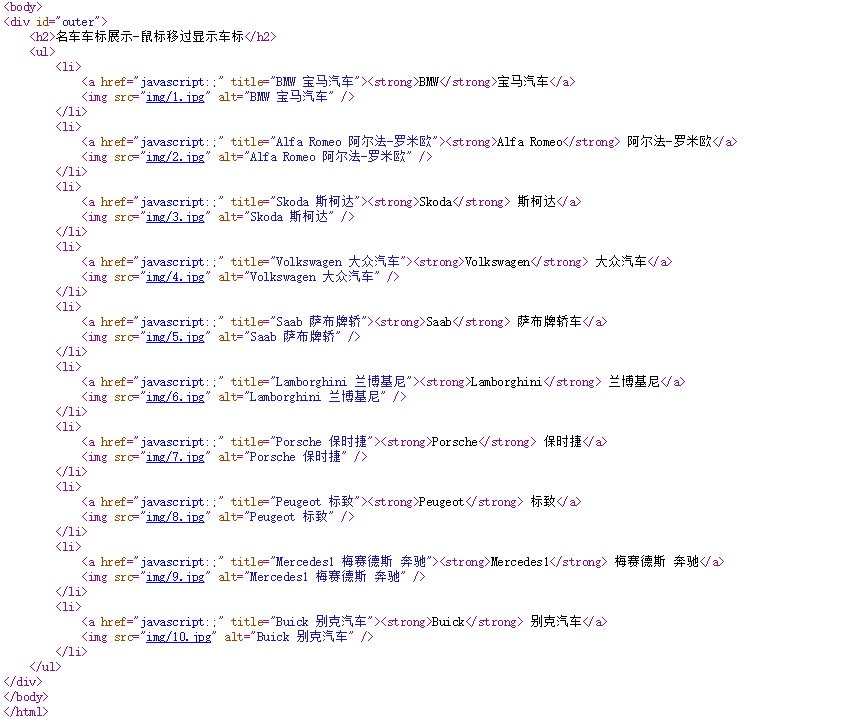 <body>
<div id="outer">
<h2>名车车标展示-鼠标移过显示车标</h2>
<ul>
<li>
<a href="javascript:;" title="BMW 宝马汽车"><strong>BMW</strong>宝马汽车</a>
<img src="img/1.jpg" alt="BMW 宝马汽车" />
</li>
<li>
<a href="javascript:;" title="Alfa Romeo 阿尔法-罗米欧"><strong>Alfa Romeo</strong> 阿尔法-罗米欧</a>
<img src="img/2.jpg" alt="Alfa Romeo 阿尔法-罗米欧" />
</li>
<li>
<a href="javascript:;" title="Skoda 斯柯达"><strong>Skoda</strong> 斯柯达</a>
<img src="img/3.jpg" alt="Skoda 斯柯达" />
</li>
<li>
<a href="javascript:;" title="Volkswagen 大众汽车"><strong>Volkswagen</strong> 大众汽车</a>
<img src="img/4.jpg" alt="Volkswagen 大众汽车" />
</li>
<li>
<a href="javascript:;" title="Saab 萨布牌轿"><strong>Saab</strong> 萨布牌轿车</a>
<img src="img/5.jpg" alt="Saab 萨布牌轿" />
</li>
<li>
<a href="javascript:;" title="Lamborghini 兰博基尼"><strong>Lamborghini</strong> 兰博基尼</a>
<img src="img/6.jpg" alt="Lamborghini 兰博基尼" />
</li>
<li>
<a href="javascript:;" title="Porsche 保时捷"><strong>Porsche</strong> 保时捷</a>
<img src="img/7.jpg" alt="Porsche 保时捷" />
</li>
<li>
<a href="javascript:;" title="Peugeot 标致"><strong>Peugeot</strong> 标致</a>
<img src="img/8.jpg" alt="Peugeot 标致" />
</li>
<li>
<a href="javascript:;" title="Mercedes1 梅赛德斯 奔驰"><strong>Mercedes1</strong> 梅赛德斯 奔驰</a>
<img src="img/9.jpg" alt="Mercedes1 梅赛德斯 奔驰" />
</li>
<li>
<a href="javascript:;" title="Buick 别克汽车"><strong>Buick</strong> 别克汽车</a>
<img src="img/10.jpg" alt="Buick 别克汽车" />
</li>
</ul>
</div>
</body>
</html>